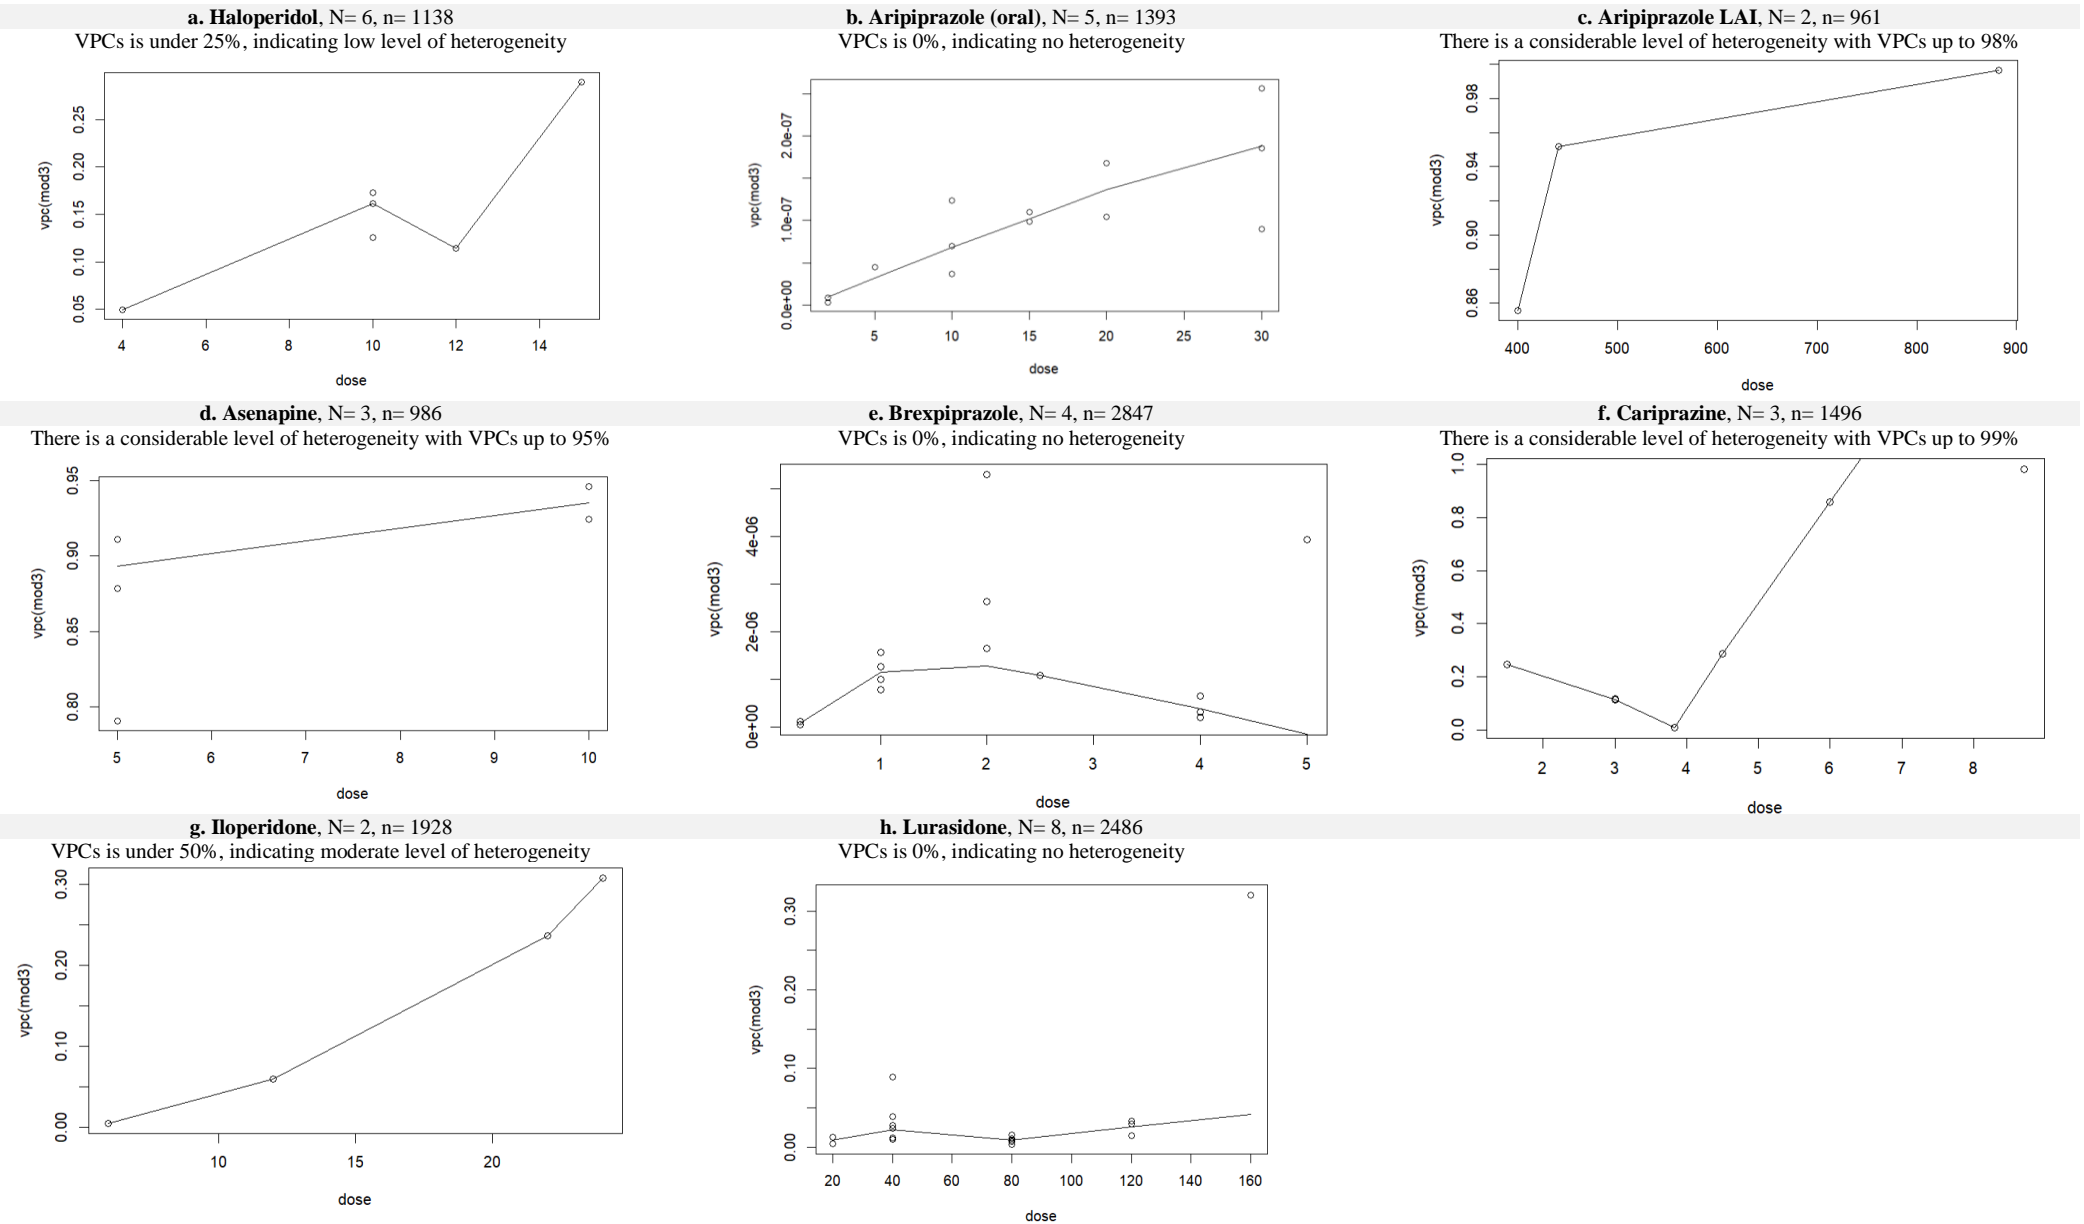 a. Haloperidol, N= 6, n= 1138
VPCs is under 25%, indicating low level of heterogeneity
vpc(mod3)
0.05 0.10 0.15 0.20 0.25
4 6 8 10 12 14
dose
b. Aripiprazole (oral), N= 5, n= 1393
VPCs is 0%, indicating no heterogeneity
vpc(mod3)
0.0e+00 1.0e-07 2.0e-07
5 10 15 20 25 30
dose
c. Aripiprazole LAI, N= 2, n= 961
There is a considerable level of heterogeneity with VPCs up to 98%
vpc(mod3)
0.86 0.90 0.94 0.98
400 500 600 700 800 900
dose
d. Asenapine, N= 3, n= 986
There is a considerable level of heterogeneity with VPCs up to 95%
vpc(mod3)
0.80 0.85 0.90 0.95
5 6 7 8 9 10
dose
e. Brexpiprazole, N= 4, n= 2847
VPCs is 0%, indicating no heterogeneity
vpc(mod3)
0e+00 2e-06 4e-06
1 2 3 4 5
dose
f. Cariprazine, N= 3, n= 1496
There is a considerable level of heterogeneity with VPCs up to 99%
vpc(mod3)
0.0 0.2 0.4 0.6 0.8 1.0
2 3 4 5 6 7 8
dose
g. Iloperidone, N= 2, n= 1928
VPCs is under 50%, indicating moderate level of heterogeneity
vpc(mod3)
0.00 0.10 0.20 0.30
10 15 20
dose
h. Lurasidone, N= 8, n= 2486
VPCs is 0%, indicating no heterogeneity
vpc(mod3)
0.00 0.10 0.20 0.30
20 40 60 80 100 120 140 160
dose